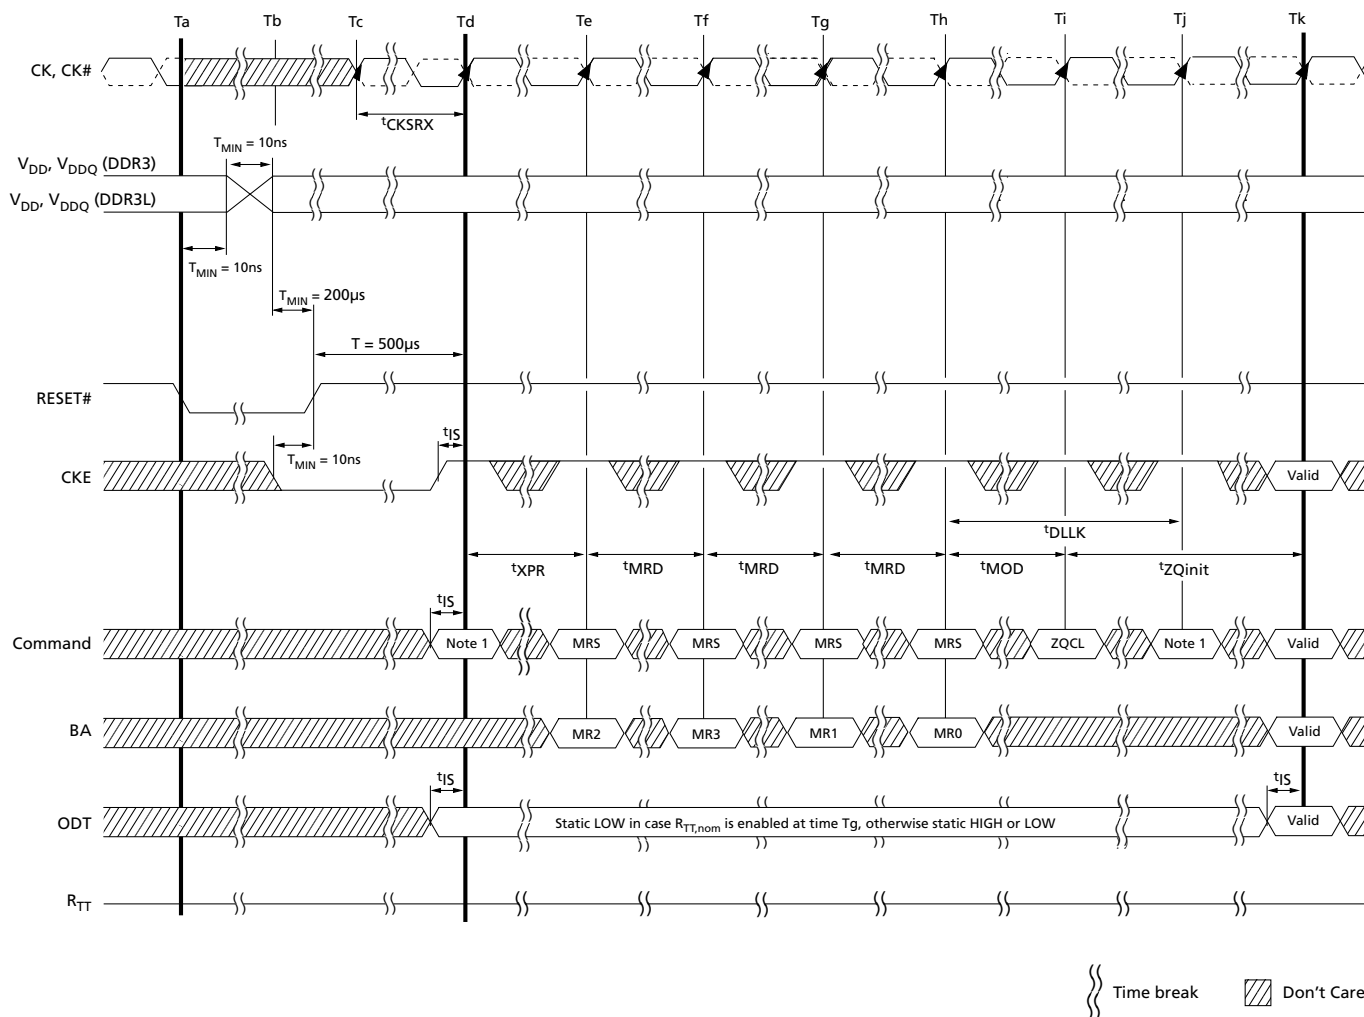 Ta Tb Tc Td Te Tf Tg Th Ti Tj Tk
CK, CK#
tCKSRX
TMIN = 10ns
VDD, VDDQ (DDR3)
VDD, VDDQ (DDR3L)
TMIN = 10ns
TMIN = 200µs
T = 500µs
RESET#
tIS
TMIN = 10ns
CKE
Valid
tDLLK
tXPR tMRD tMRD tMRD tMOD tZQinit
tIS
Command Note 1 MRS MRS MRS MRS ZQCL Note 1 Valid
BA MR2 MR3 MR1 MR0 Valid
tIS tIS
ODT Static LOW in case RTT,nom is enabled at time Tg, otherwise static HIGH or LOW Valid
RTT
Time break Don't Care